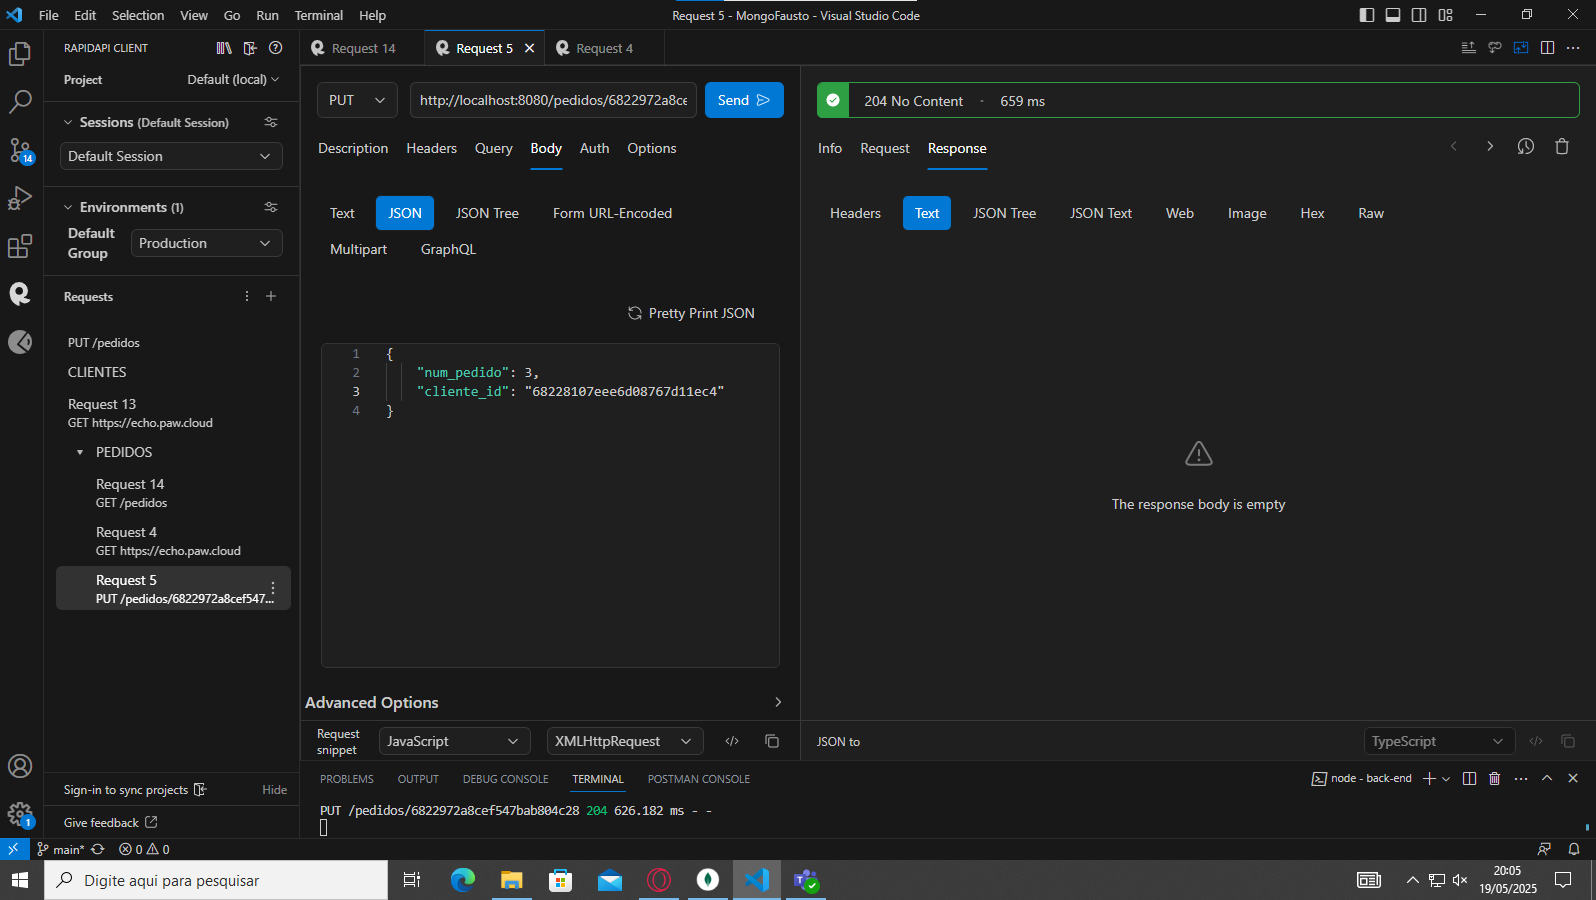 File Edit Selection View Go Run Terminal Help
Request 5 - MongoFausto - Visual Studio Code
RAPIDAPI CLIENT
Project Default (local)
Sessions (Default Session)
Default Session
Environments (1)
Default Group Production
Requests
PUT /pedidos
CLIENTES
Request 13
GET https://echo.paw.cloud
PEDIDOS
Request 14
GET /pedidos
Request 4
GET https://echo.paw.cloud
Request 5
PUT /pedidos/6822972a8cef547...
Sign-in to sync projects Hide
Give feedback
14
1
Request 14 Request 5 Request 4
PUT http://localhost:8080/pedidos/6822972a8ce Send
Description Headers Query Body Auth Options
Text JSON JSON Tree Form URL-Encoded
Multipart GraphQL
Pretty Print JSON
1 {
2 "num_pedido": 3,
3 "cliente_id": "68228107eee6d08767d11ec4"
4 }
Advanced Options
Request snippet JavaScript XMLHttpRequest
204 No Content · 659 ms
Info Request Response
Headers Text JSON Tree JSON Text Web Image Hex Raw
The response body is empty
JSON to TypeScript
PROBLEMS OUTPUT DEBUG CONSOLE TERMINAL POSTMAN CONSOLE
node - back-end
PUT /pedidos/6822972a8cef547bab804c28 204 626.182 ms - -
main* 0 0
Digite aqui para pesquisar
20:05
19/05/2025